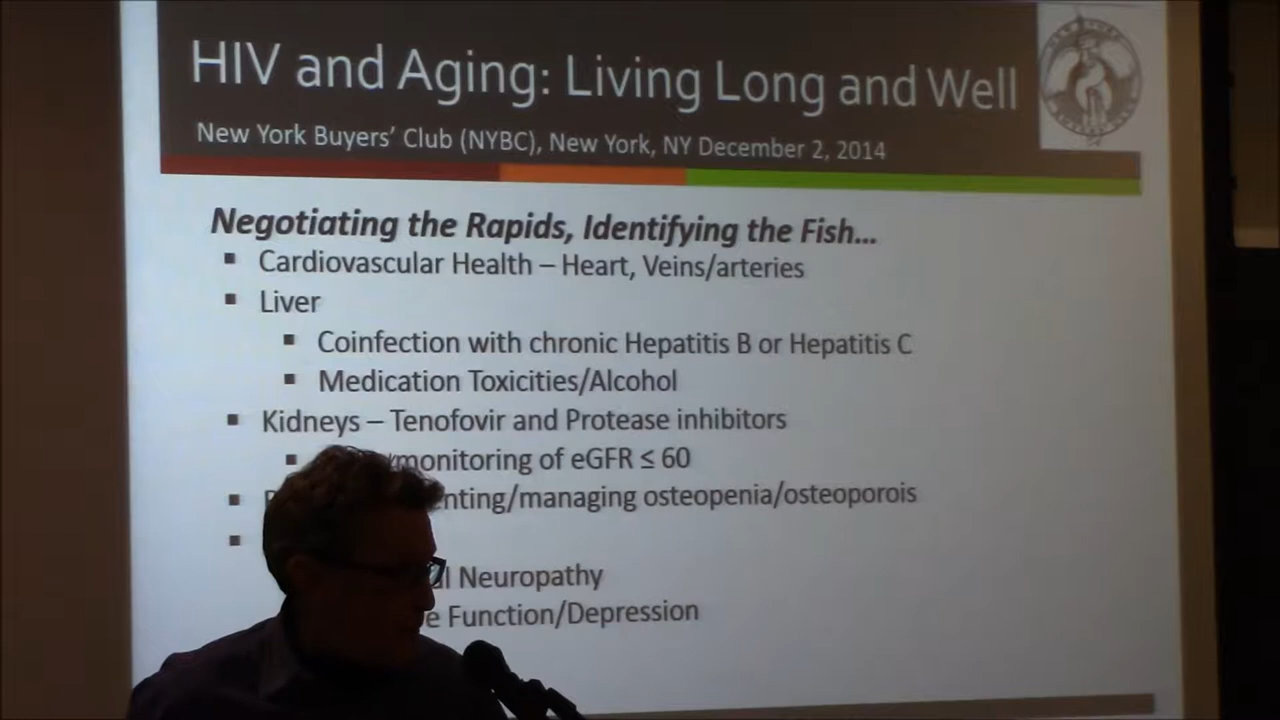 HIV and Aging: Living Long and Well
New York Buyers' Club (NYBC), New York, NY December 2, 2014
Negotiating the Rapids, Identifying the Fish...
Cardiovascular Health – Heart, Veins/arteries
Liver
Coinfection with chronic Hepatitis B or Hepatitis C
Medication Toxicities/Alcohol
Kidneys – Tenofovir and Protease inhibitors
monitoring of eGFR ≤ 60
nting/managing osteopenia/osteoporois
l Neuropathy
e Function/Depression